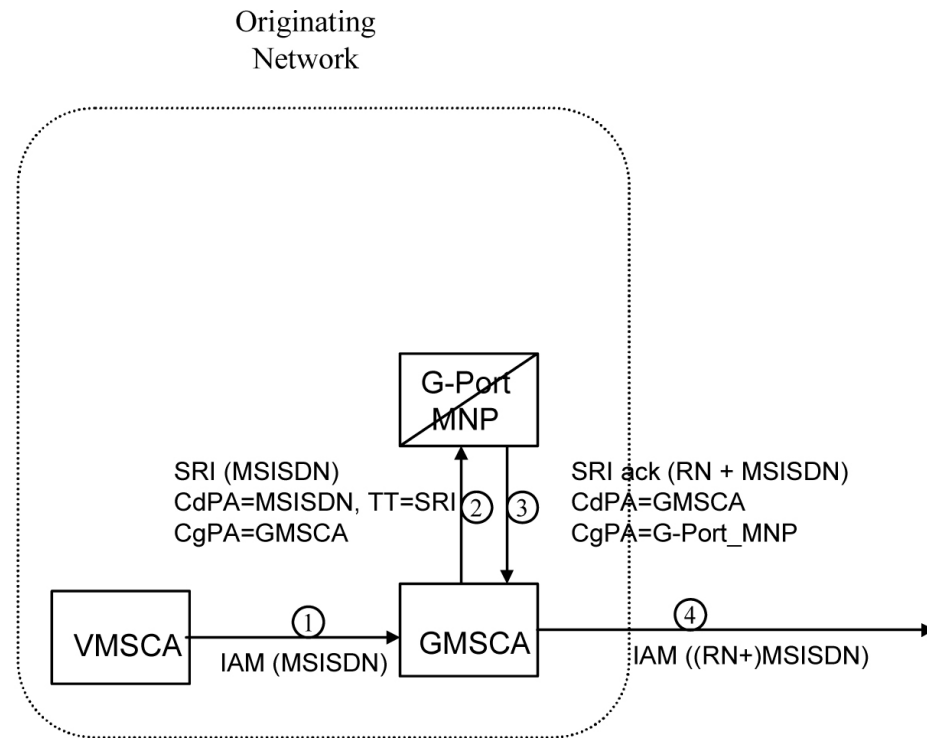 Originating
Network
G-Port
MNP
SRI (MSISDN)
CdPA=MSISDN, TT=SRI
CgPA=GMSCA
2
3
SRI ack (RN + MSISDN)
CdPA=GMSCA
CgPA=G-Port_MNP
VMSCA
1
IAM (MSISDN)
GMSCA
4
IAM ((RN+)MSISDN)